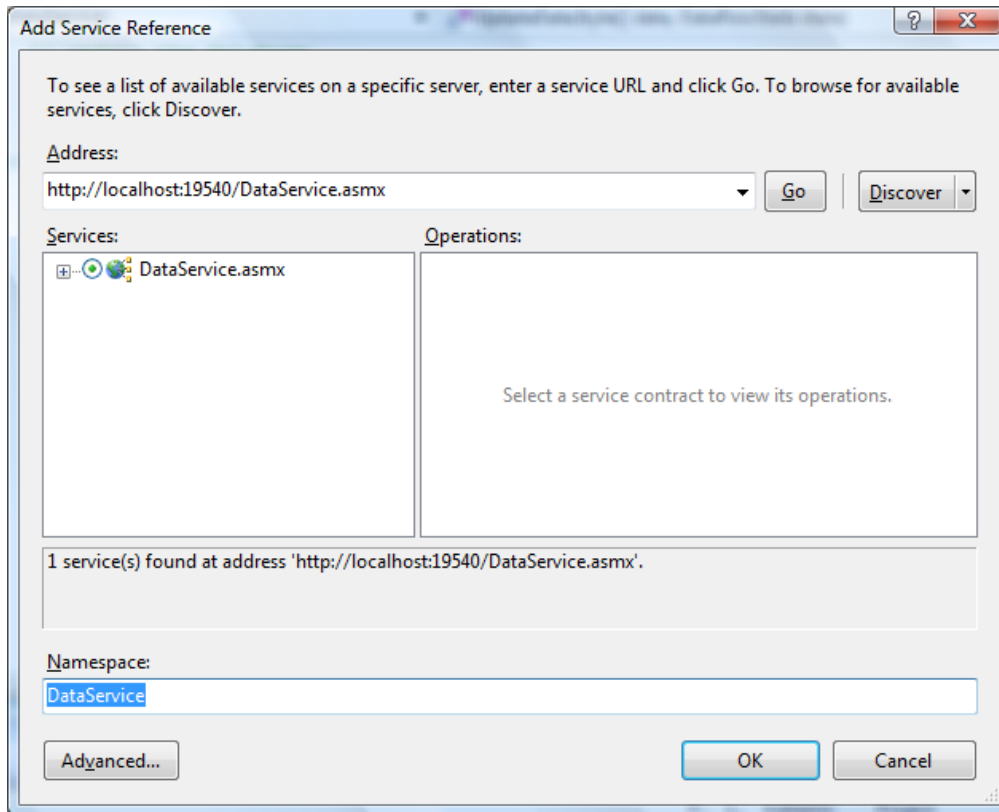 Add Service Reference
To see a list of available services on a specific server, enter a service URL and click Go. To browse for available
services, click Discover.
Address:
http://localhost:19540/DataService.asmx
Go
Discover
Services:
Operations:
DataService.asmx
Select a service contract to view its operations.
1 service(s) found at address 'http://localhost:19540/DataService.asmx'.
Namespace:
DataService
Advanced...
OK
Cancel